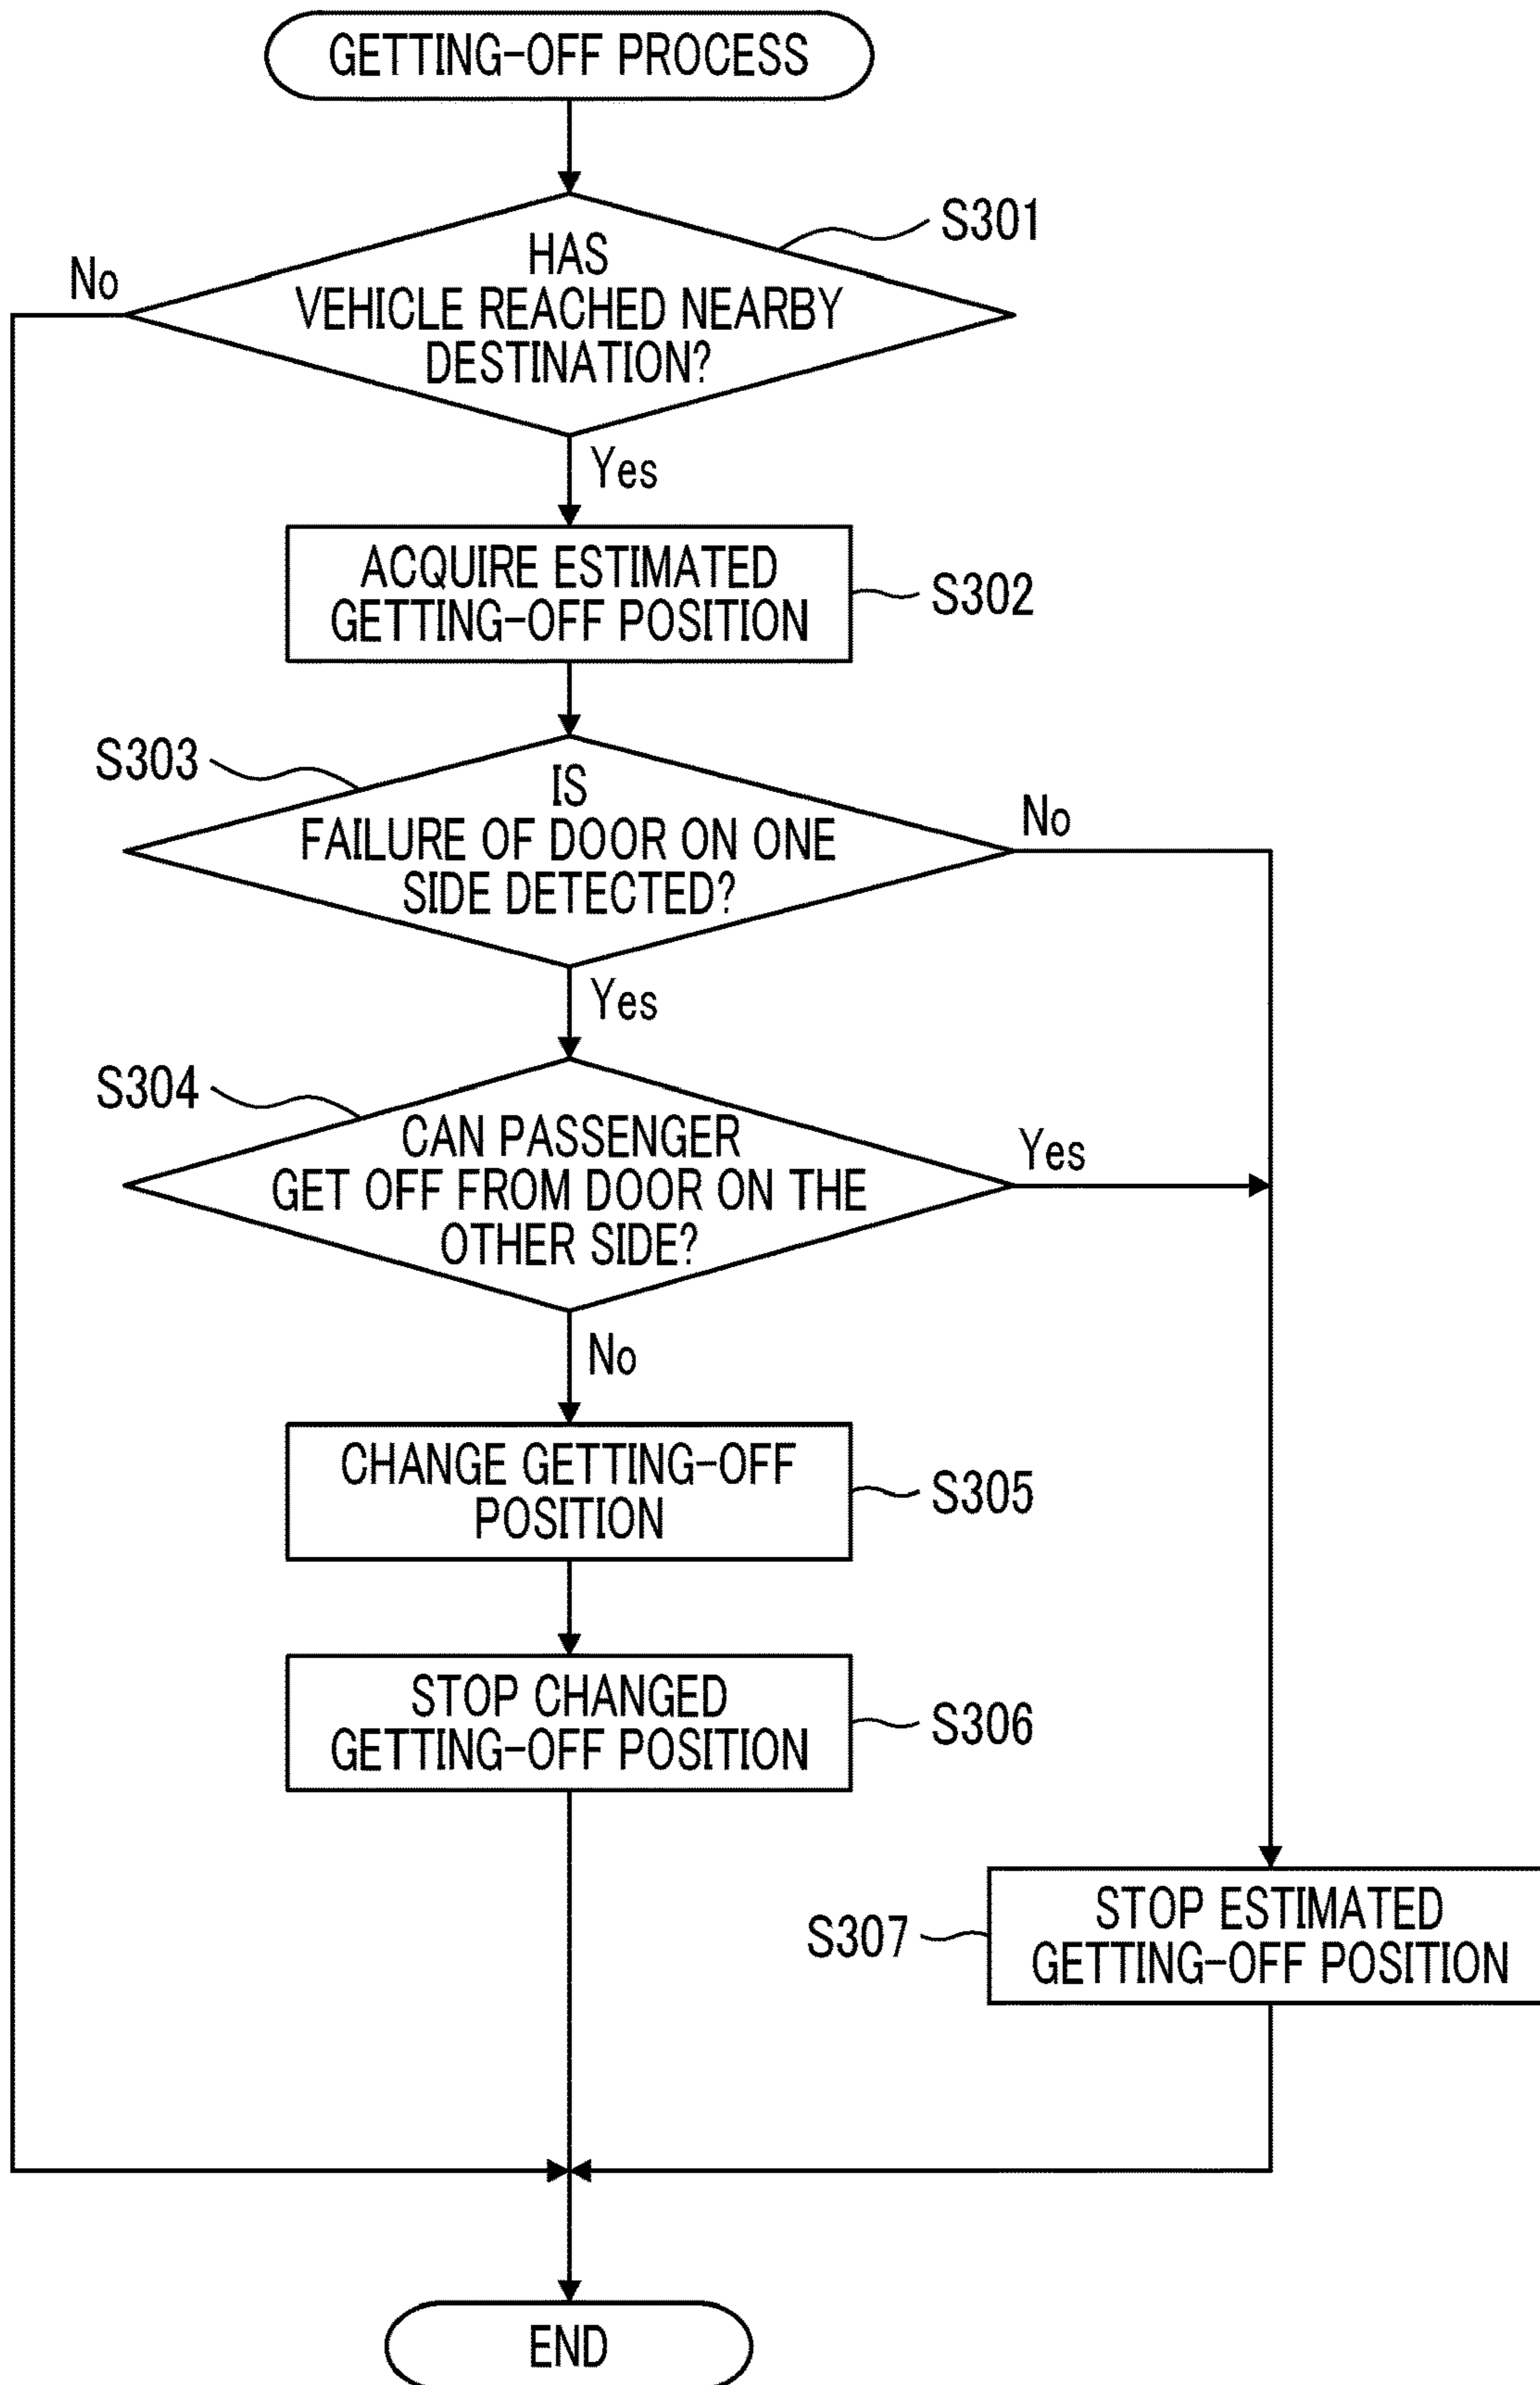 GETTING-OFF PROCESS
S301
No
HAS
VEHICLE REACHED NEARBY
DESTINATION?
Yes
ACQUIRE ESTIMATED
GETTING-OFF POSITION
S302
S303
IS
FAILURE OF DOOR ON ONE
SIDE DETECTED?
No
Yes
S304
CAN PASSENGER
GET OFF FROM DOOR ON THE
OTHER SIDE?
Yes
No
CHANGE GETTING-OFF
POSITION
S305
STOP CHANGED
GETTING-OFF POSITION
S306
S307
STOP ESTIMATED
GETTING-OFF POSITION
END